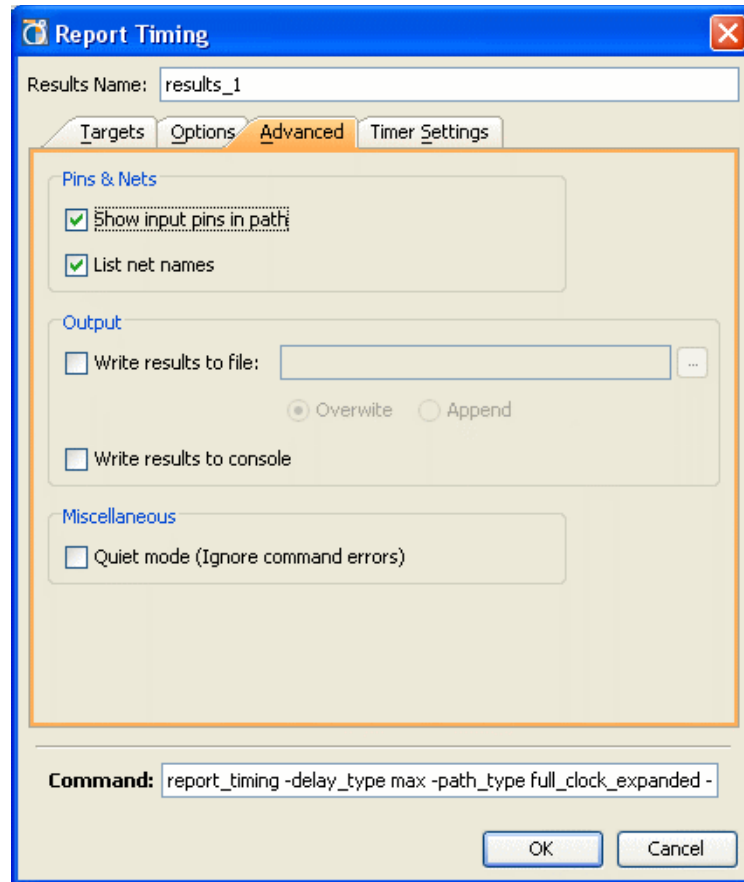 Report Timing
Results Name: results_1
Targets Options Advanced Timer Settings
Pins & Nets
Show input pins in path
List net names
Output
Write results to file: ...
Overwite Append
Write results to console
Miscellaneous
Quiet mode (Ignore command errors)
Command: report_timing -delay_type max -path_type full_clock_expanded -
OK Cancel